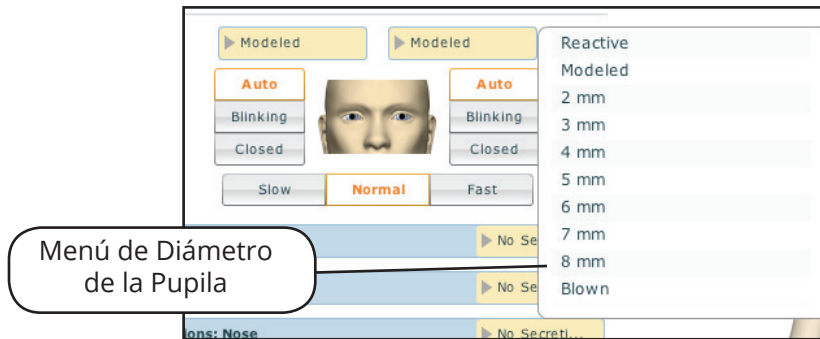 Modeled
Modeled
Auto
Blinking
Closed
Auto
Blinking
Closed
Slow
Normal
Fast
No Se
No Se
ions: Nose
No Secreti...
Reactive
Modeled
2 mm
3 mm
4 mm
5 mm
6 mm
7 mm
8 mm
Blown
Menú de Diámetro
de la Pupila